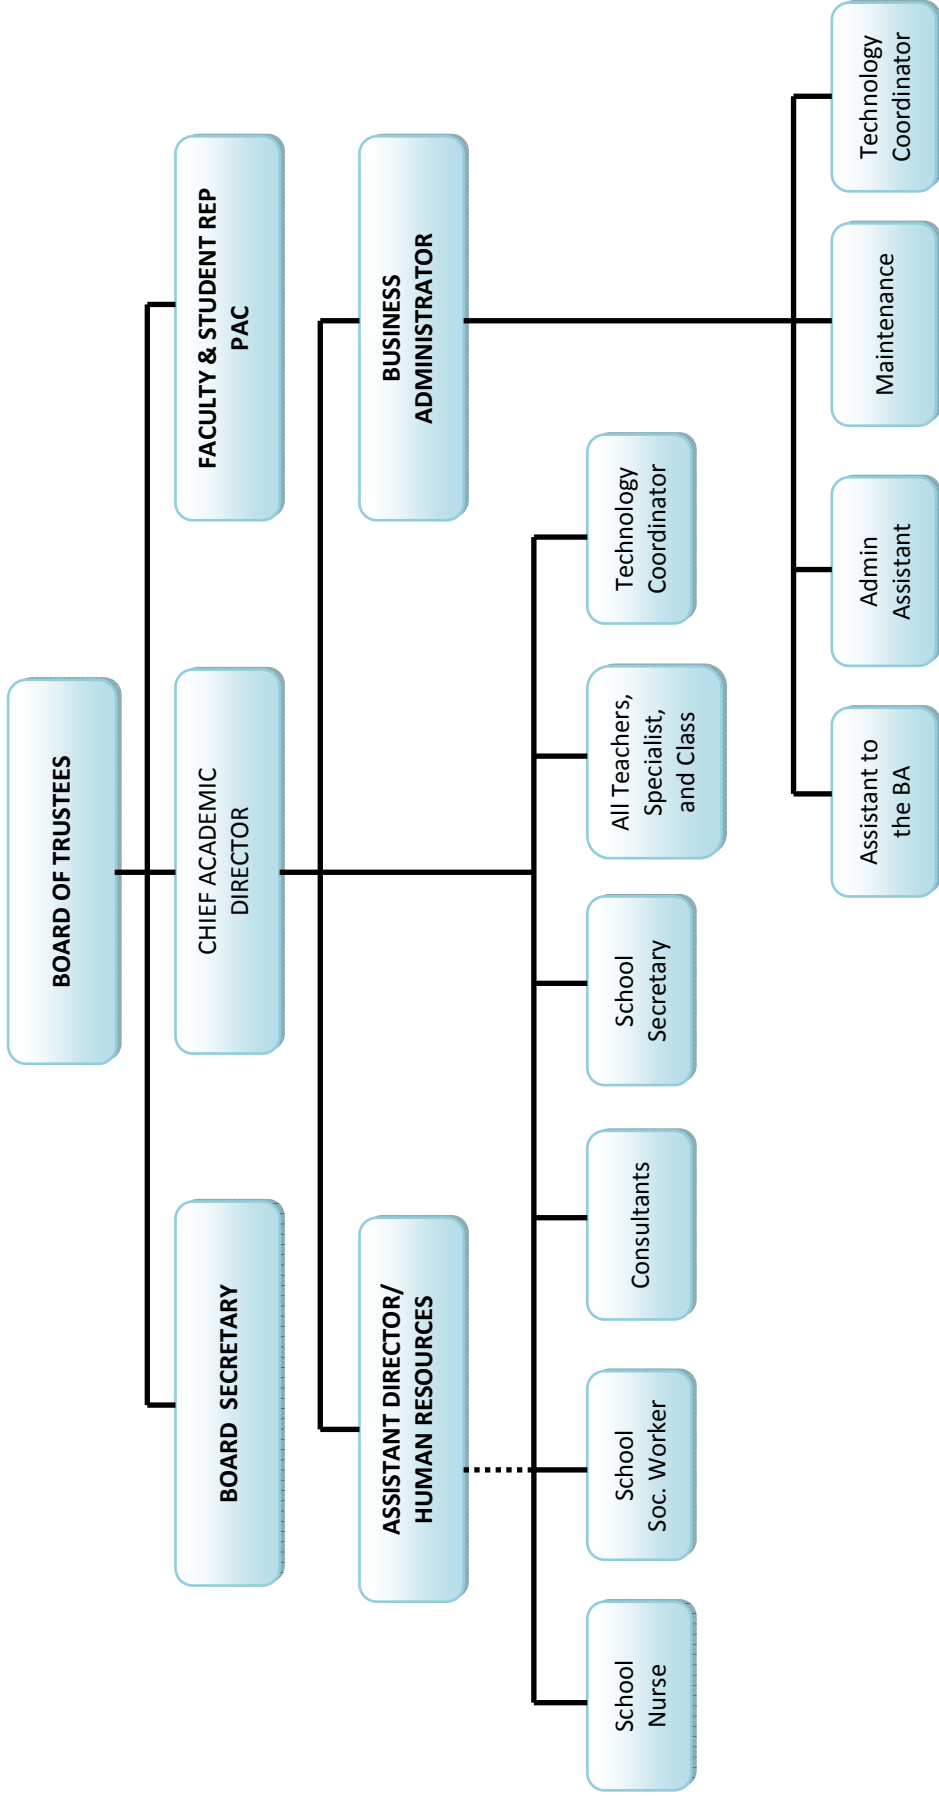 BOARD OF TRUSTEES
BOARD  SECRETARY
CHIEF ACADEMIC
DIRECTOR
FACULTY & STUDENT REP
PAC
ASSISTANT DIRECTOR/
HUMAN RESOURCES
BUSINESS
ADMINISTRATOR
School
Nurse
School
Soc. Worker
Consultants
School
Secretary
All Teachers,
Specialist,
and Class
Technology
Coordinator
Assistant to
the BA
Admin
Assistant
Maintenance
Technology
Coordinator